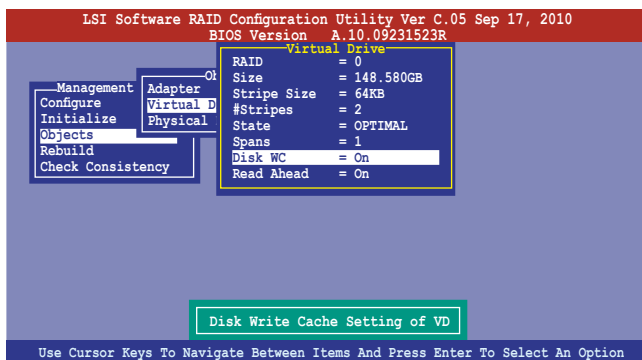 LSI Software RAID Configuration Utility Ver C.05 Sep 17, 2010
BIOS Version A.10.09231523R
Management
Configure
Initialize
Objects
Rebuild
Check Consistency
Adapter
Virtual D
Physical
Virtual Drive
RAID = 0
Size = 148.580GB
Stripe Size = 64KB
#Stripes = 2
State = OPTIMAL
Spans = 1
Disk WC = On
Read Ahead = On
Disk Write Cache Setting of VD
Use Cursor Keys To Navigate Between Items And Press Enter To Select An Option